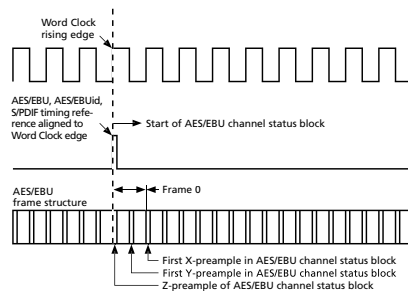 Word Clock
rising edge
AES/EBU, AES/EBUid,
S/PDIF timing refe-
rence aligned to
Word Clock edge
Start of AES/EBU channel status block
AES/EBU
frame structure
Frame 0
First X-preample in AES/EBU channel status block
First Y-preample in AES/EBU channel status block
Z-preample of AES/EBU channel status block